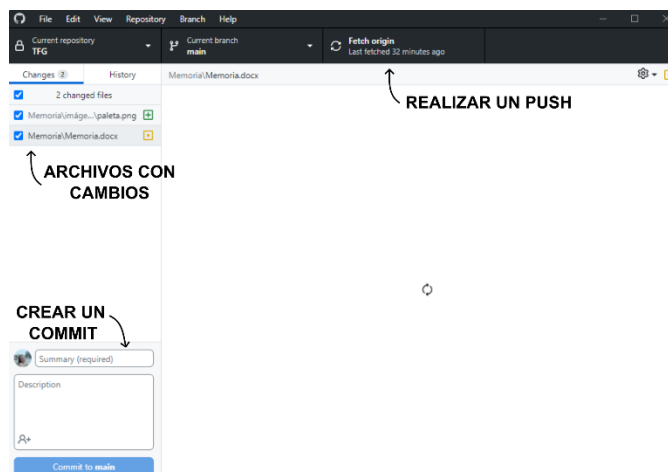 File Edit View Repository Branch Help
Current repository
TFG
Current branch
main
Fetch origin
Last fetched 32 minutes ago
Changes 2
History
Memoria\Memoria.docx
2 changed files
Memoria\imáge...\paleta.png
Memoria\Memoria.docx
REALIZAR UN PUSH
ARCHIVOS CON
CAMBIOS
CREAR UN
COMMIT
Summary (required)
Description
Commit to main